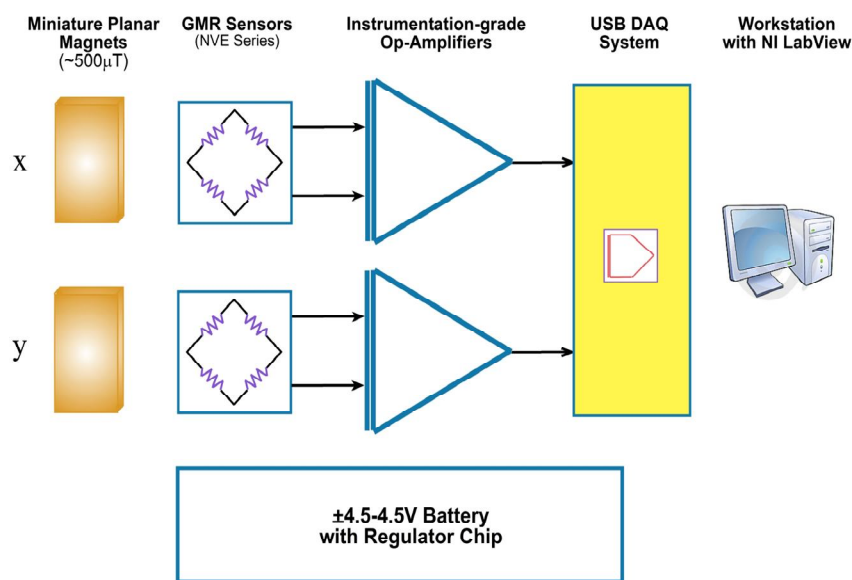 Miniature Planar
Magnets
(~500μT)
GMR Sensors
(NVE Series)
Instrumentation-grade
Op-Amplifiers
USB DAQ
System
Workstation
with NI LabView
x
y
±4.5-4.5V Battery
with Regulator Chip